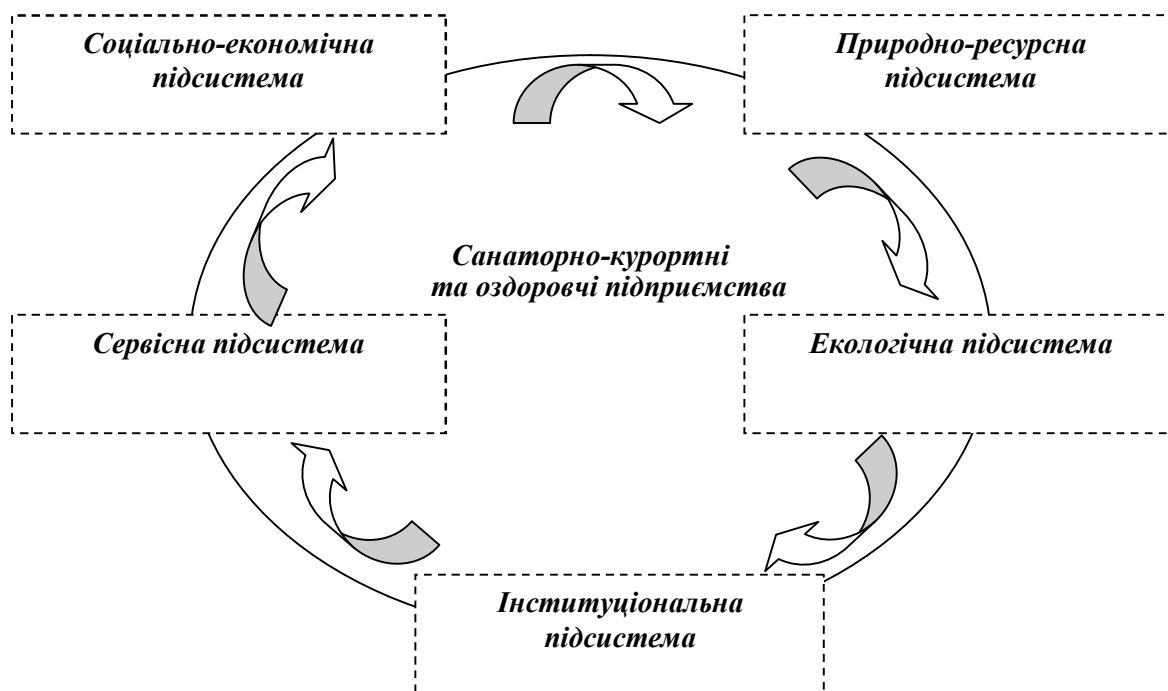 Соціально-економічна
підсистема
Природно-ресурсна
підсистема
Санаторно-курортні
та оздоровчі підприємства
Сервісна підсистема
Екологічна підсистема
Інституціональна
підсистема